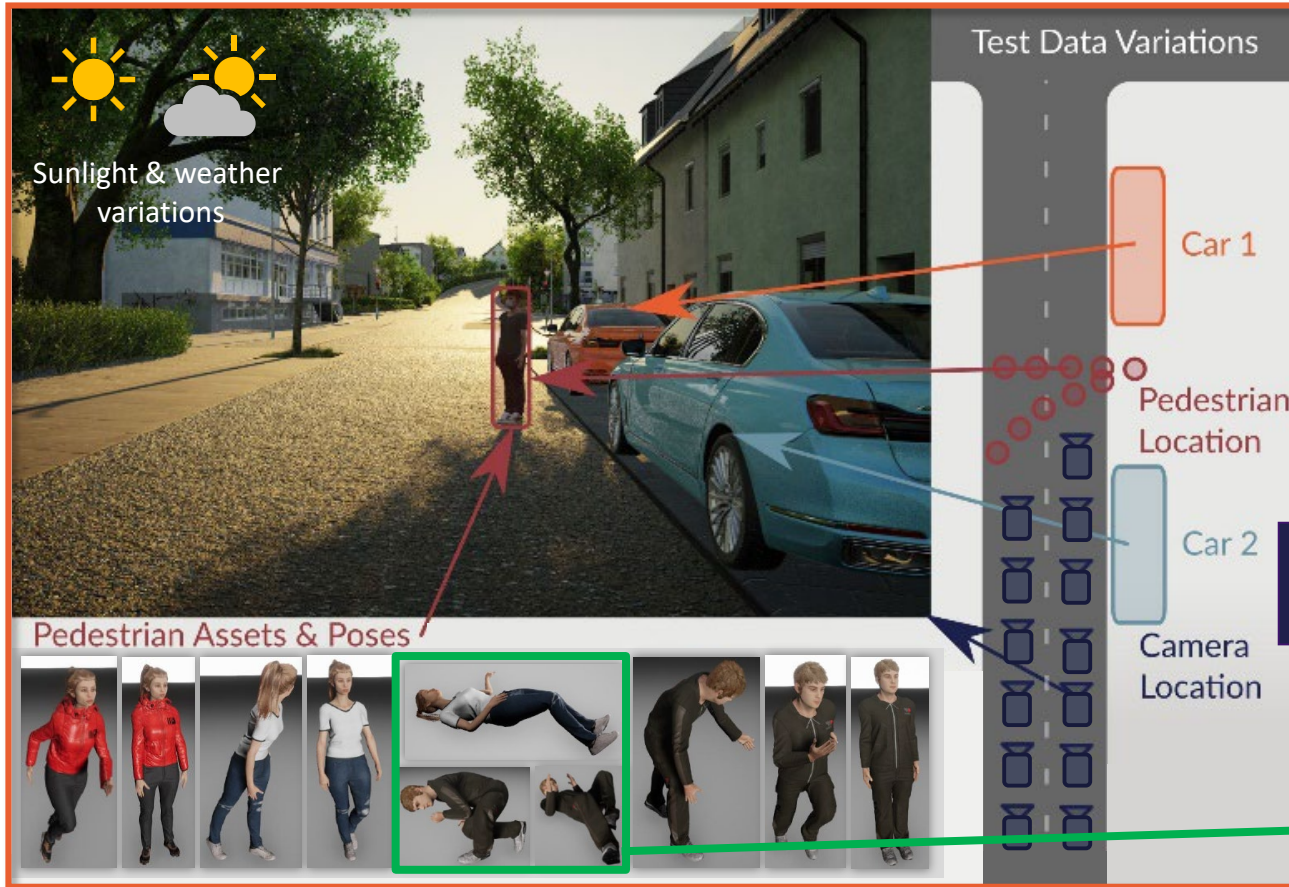 Sunlight & weather
variations
Test Data Variations
Car 1
Pedestrian
Location
Car 2
Camera
Location
Pedestrian Assets & Poses